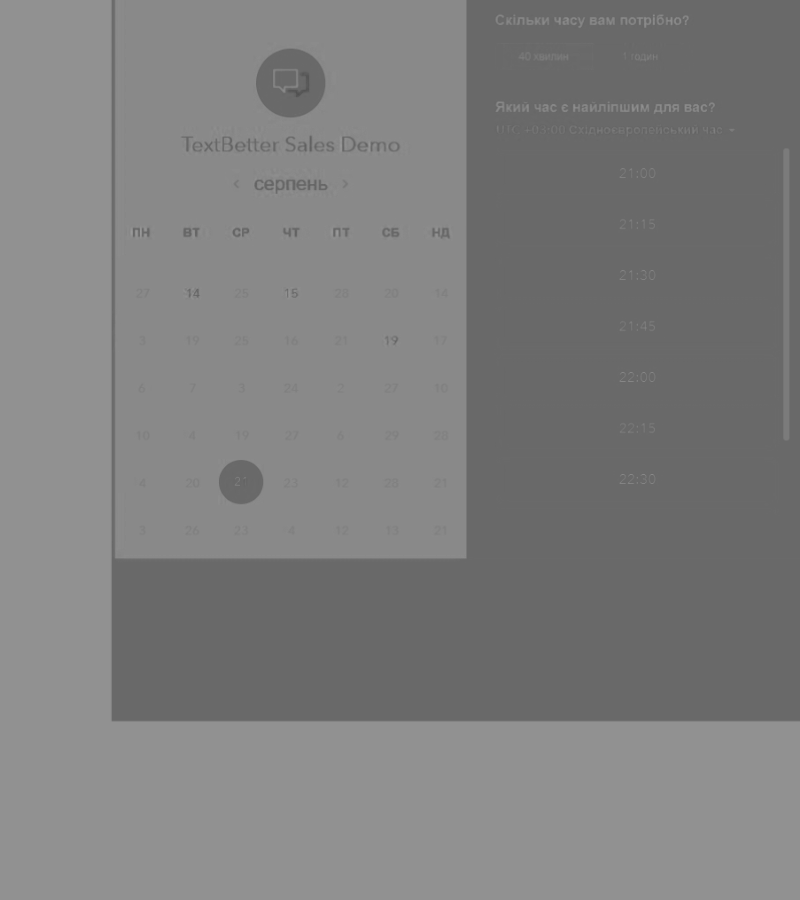 TextBetter Sales Demo
серпень
ПН ВТ СР ЧТ ПТ СБ НД
27 14 25 15 28 20 14
3 19 25 16 21 19 17
6 7 3 24 2 27 10
10 4 19 27 6 29 28
4 20 21 23 12 28 21
3 26 23 4 12 13 21
Скільки часу вам потрібно?
40 хвилин 1 годин
Який час є найліпшим для вас?
UTC +03:00 Східноєвропейський час
21:00
21:15
21:30
21:45
22:00
22:15
22:30